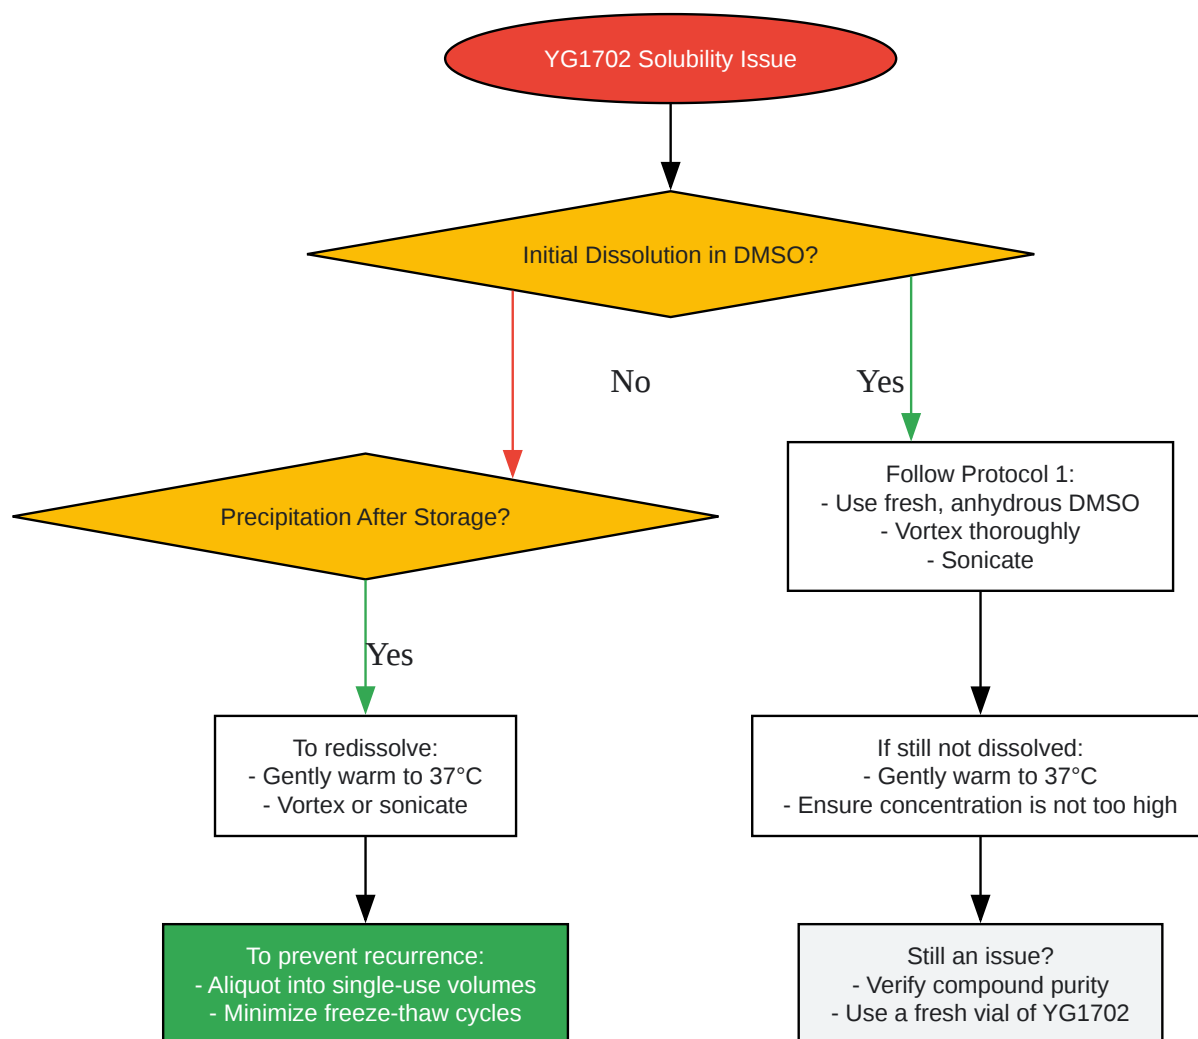 YG1702 Solubility Issue
Initial Dissolution in DMSO?
No
Yes
Precipitation After Storage?
Follow Protocol 1:
- Use fresh, anhydrous DMSO
- Vortex thoroughly
- Sonicate
Yes
To redissolve:
- Gently warm to 37°C
- Vortex or sonicate
If still not dissolved:
- Gently warm to 37°C
- Ensure concentration is not too high
To prevent recurrence:
- Aliquot into single-use volumes
- Minimize freeze-thaw cycles
Still an issue?
- Verify compound purity
- Use a fresh vial of YG1702